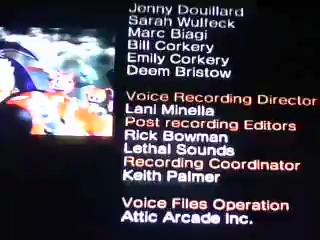 Jenny Douillard
Sarah Wulfeck
Marc Biagi
Bill Corkery
Emily Corkery
Deem Bristow
Voice Recording Director
Lani Minella
Post recording Editors
Rick Bowman
Lethal Sounds
Recording Coordinator
Keith Palmer
Voice Files Operation
Attic Arcade Inc.